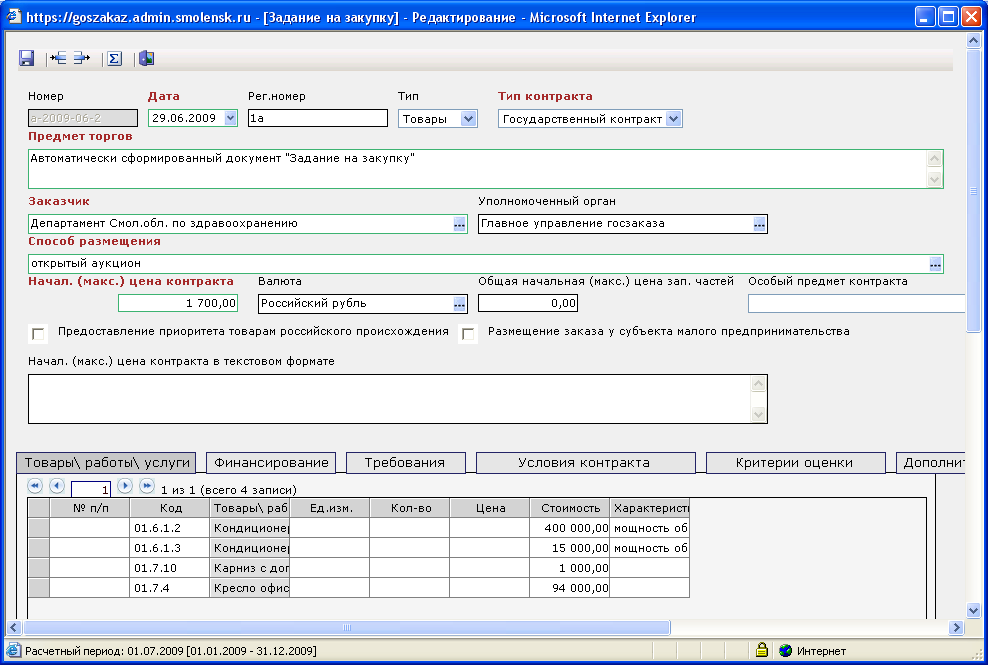 https://goszakaz.admin.smolensk.ru - [Задание на закупку] - Редактирование - Microsoft Internet Explorer
Номер Дата Рег.номер Тип Тип контракта
а-2009-06-2 29.06.2009 1а Товары Государственный контракт
Предмет торгов
Автоматически сформированный документ "Задание на закупку"
Заказчик Уполномоченный орган
Департамент Смол.обл. по здравоохранению ... Главное управление госзаказа ...
Способ размещения
открытый аукцион ...
Начал. (макс.) цена контракта Валюта Общая начальная (макс.) цена зап. частей Особый предмет контракта
1 700,00 Российский рубль ... 0,00
Предоставление приоритета товарам российского происхождения Размещение заказа у субъекта малого предпринимательства
Начал. (макс.) цена контракта в текстовом формате
Товары\ работы\ услуги Финансирование Требования Условия контракта Критерии оценки Дополнит
1 1 из 1 (всего 4 записи)
№ п/п Код Товары\ раб Ед.изм. Кол-во Цена Стоимость Характеристи
01.6.1.2 Кондиционер 400 000,00 мощность об
01.6.1.3 Кондиционер 15 000,00 мощность об
01.7.10 Карниз с дог 1 000,00
01.7.4 Кресло офис 94 000,00
Расчетный период: 01.07.2009 [01.01.2009 - 31.12.2009] Интернет